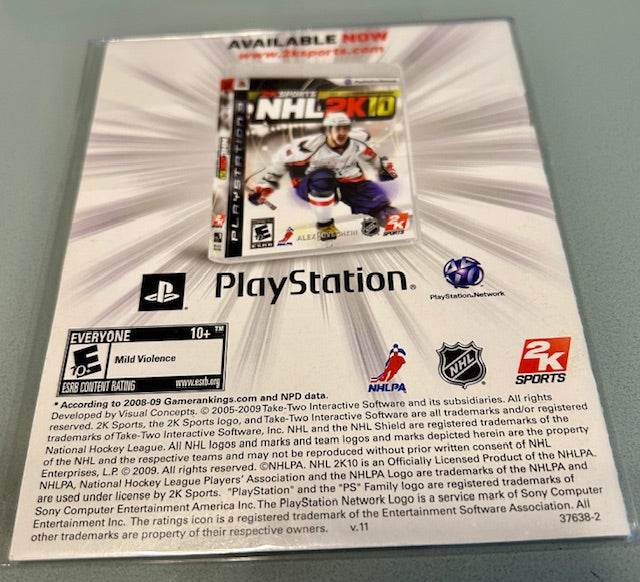 AVAILABLE NOW
www.2ksports.com
2K SPORTS
NHL 2K10
PLAYSTATION 3
ALEX OVECHKIN
ESRB
NHLPA
NHL
2K
SPORTS
PlayStation®
PlayStation®Network
EVERYONE 10+™
E
10+
Mild Violence
ESRB CONTENT RATING www.esrb.org
NHLPA
NHL
2K
SPORTS
* According to 2008-09 Gamerankings.com and NPD data.
Developed by Visual Concepts. © 2005-2009 Take-Two Interactive Software and its subsidiaries. All rights
reserved. 2K Sports, the 2K Sports logo, and Take-Two Interactive Software are all trademarks and/or registered
trademarks of Take-Two Interactive Software, Inc. NHL and the NHL Shield are registered trademarks of the
National Hockey League. All NHL logos and marks and team logos and marks depicted herein are the property
of the NHL and the respective teams and may not be reproduced without prior written consent of NHL
Enterprises, L.P. © 2009. All rights reserved. ©NHLPA. NHL 2K10 is an Officially Licensed Product of the NHLPA.
NHLPA, National Hockey League Players' Association and the NHLPA Logo are trademarks of the NHLPA and
are used under license by 2K Sports. "PlayStation" and the "PS" Family logo are registered trademarks of
Sony Computer Entertainment America Inc. The PlayStation Network Logo is a service mark of Sony Computer
Entertainment Inc. The ratings icon is a registered trademark of the Entertainment Software Association. All
other trademarks are property of their respective owners. v.11
37638-2